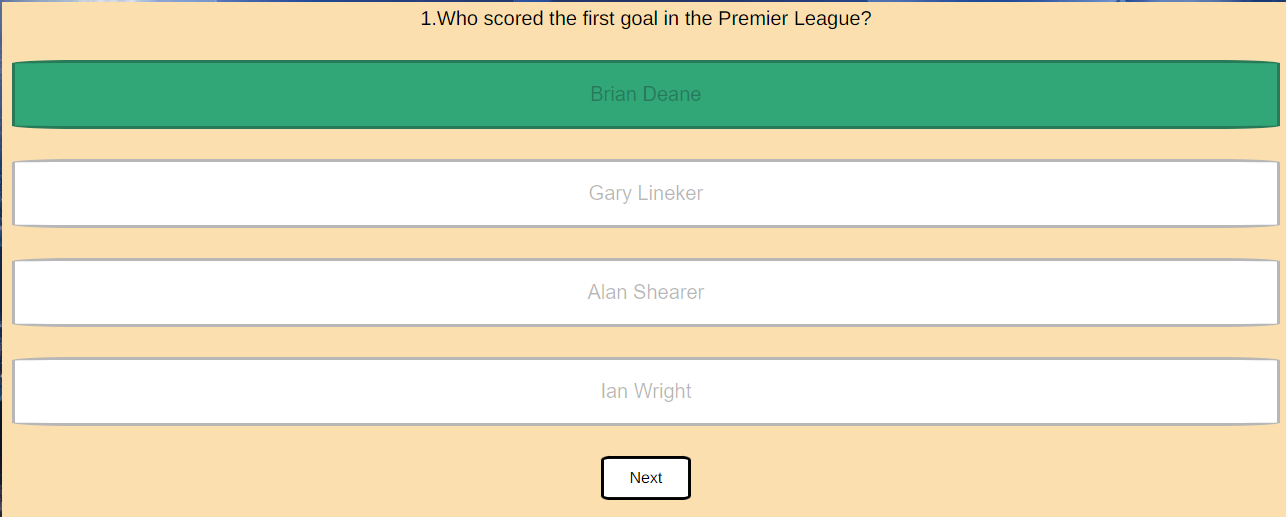 1.Who scored the first goal in the Premier League?
Brian Deane
Gary Lineker
Alan Shearer
Ian Wright
Next